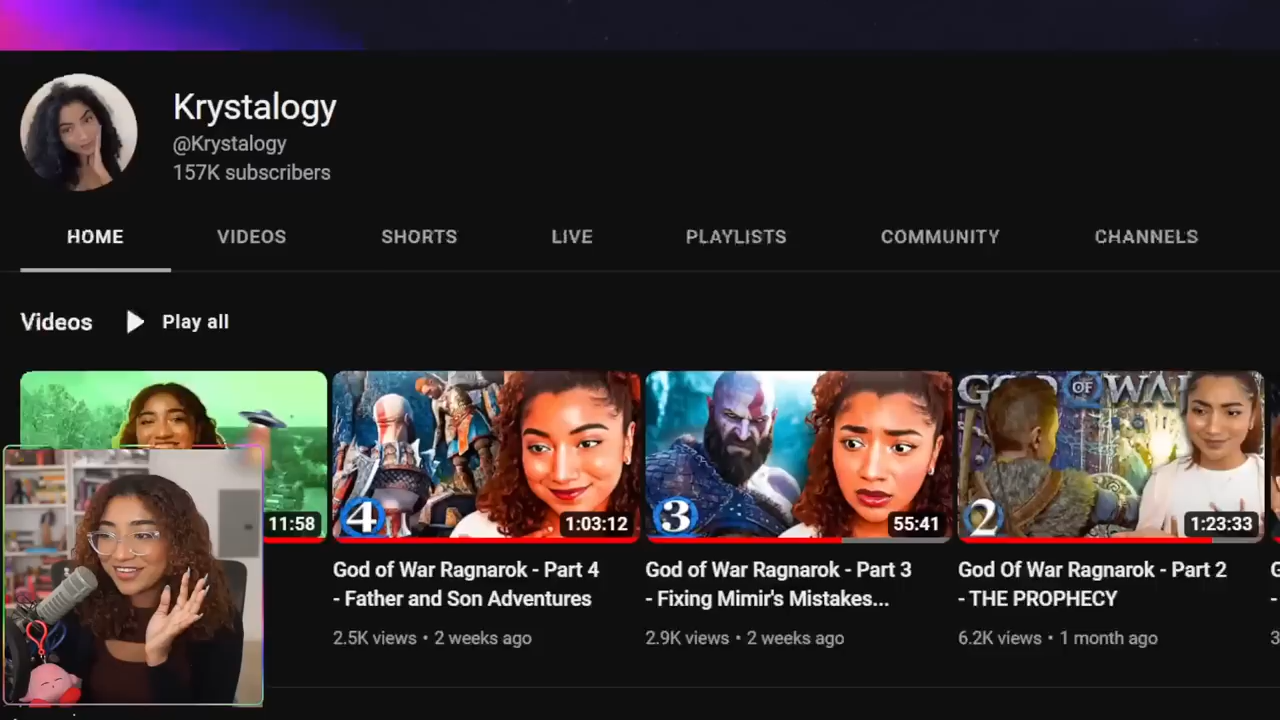 Krystalogy
@Krystalogy
157K subscribers
HOME VIDEOS SHORTS LIVE PLAYLISTS COMMUNITY CHANNELS
Videos Play all
GOD OF WAR
4 3 2
11:58 1:03:12 55:41 1:23:33
God of War Ragnarok - Part 4
- Father and Son Adventures
2.5K views • 2 weeks ago
God of War Ragnarok - Part 3
- Fixing Mimir's Mistakes...
2.9K views • 2 weeks ago
God Of War Ragnarok - Part 2
- THE PROPHECY
6.2K views • 1 month ago